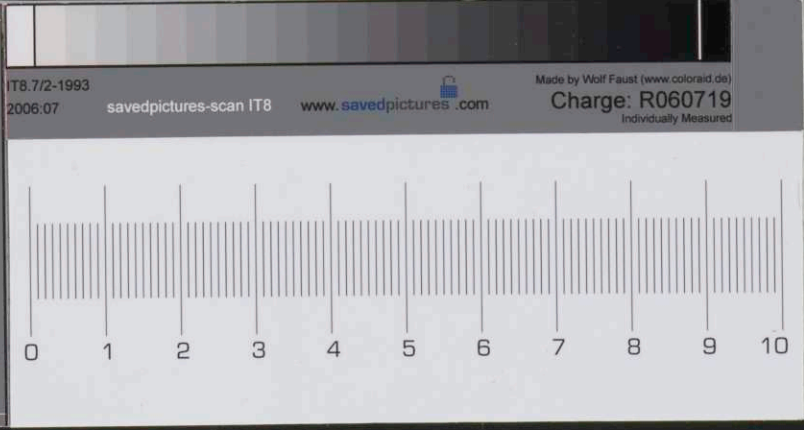 IT8.7/2-1993
2006:07
savedpictures-scan IT8
www.savedpictures.com
Made by Wolf Faust (www.coloraid.de)
Charge: R060719
Individually Measured
0 1 2 3 4 5 6 7 8 9 10